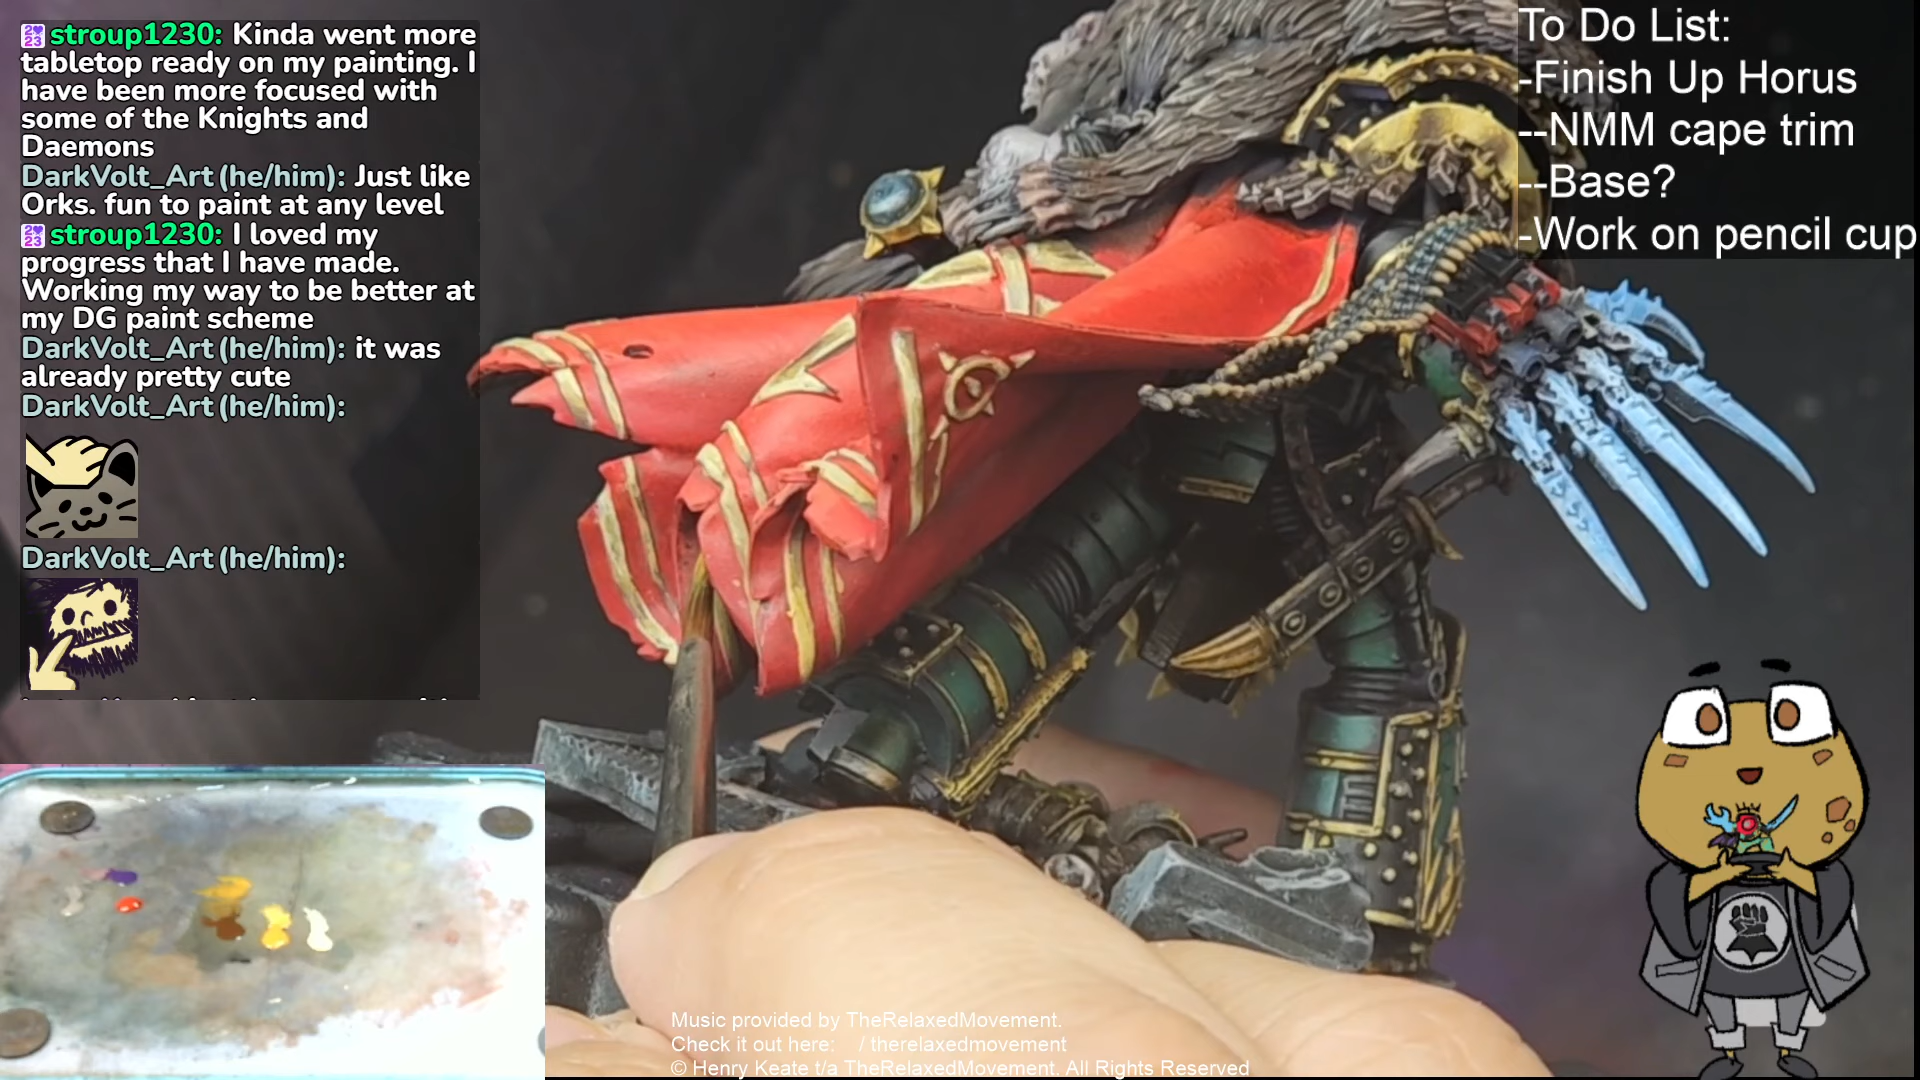 stroup1230: Kinda went more
tabletop ready on my painting. I
have been more focused with
some of the Knights and
Daemons
DarkVolt_Art (he/him): Just like
Orks. fun to paint at any level
stroup1230: I loved my
progress that I have made.
Working my way to be better at
my DG paint scheme
DarkVolt_Art (he/him): it was
already pretty cute
DarkVolt_Art (he/him):
DarkVolt_Art (he/him):
To Do List:
-Finish Up Horus
--NMM cape trim
--Base?
-Work on pencil cup
Music provided by TheRelaxedMovement.
Check it out here: / therelaxedmovement
© Henry Keate t/a TheRelaxedMovement. All Rights Reserved